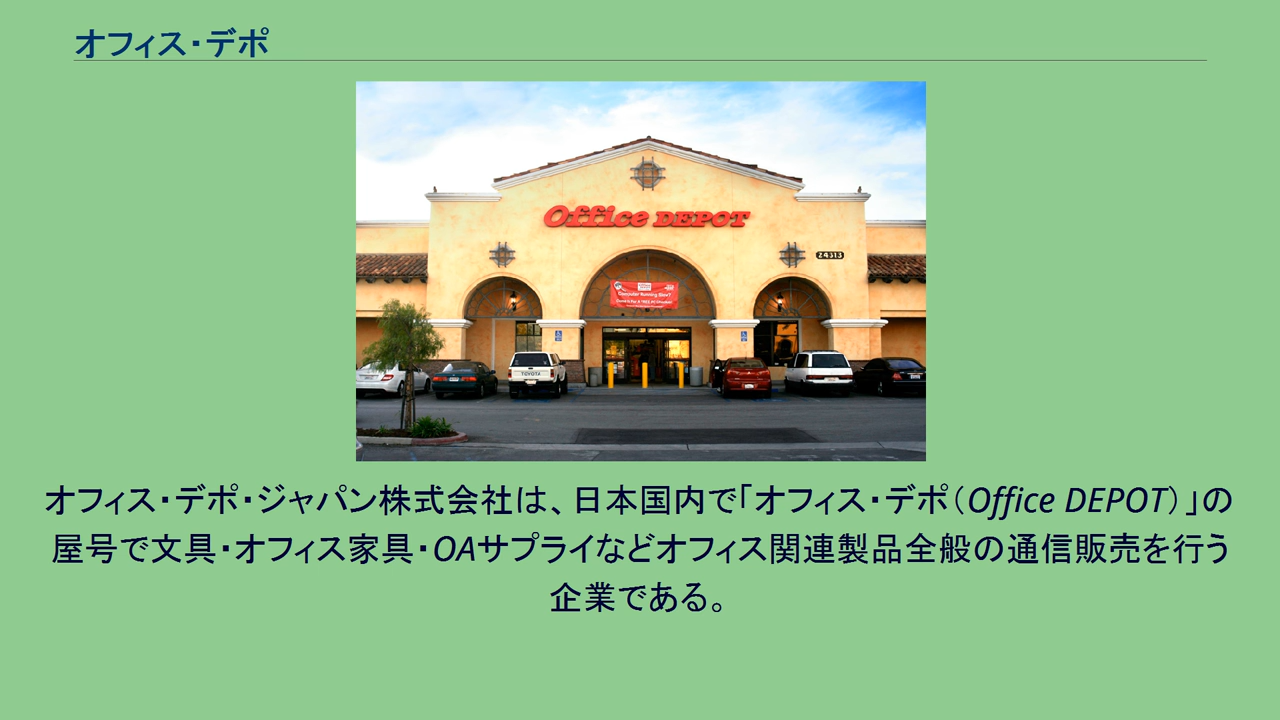 オフィス・デポ
Office DEPOT
24313
Computer Running Slow?
TOYOTA
オフィス・デポ・ジャパン株式会社は、日本国内で「オフィス・デポ（Office DEPOT）」の
屋号で文具・オフィス家具・OAサプライなどオフィス関連製品全般の通信販売を行う
企業である。